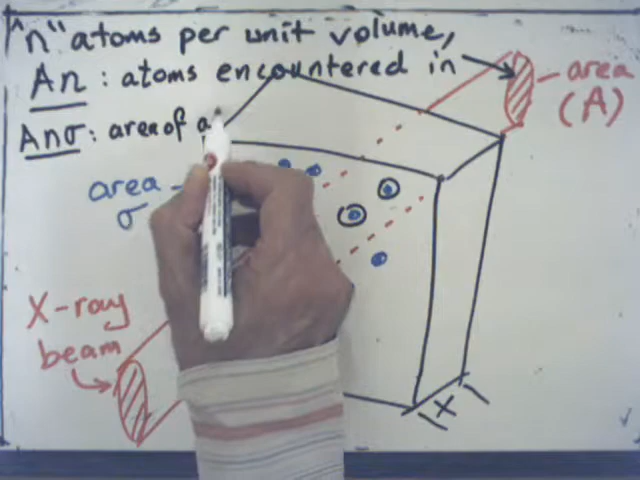 "n" atoms per unit volume,
An : atoms encountered in
Anσ : area of a
area
(A)
area
σ
X-ray
beam
x